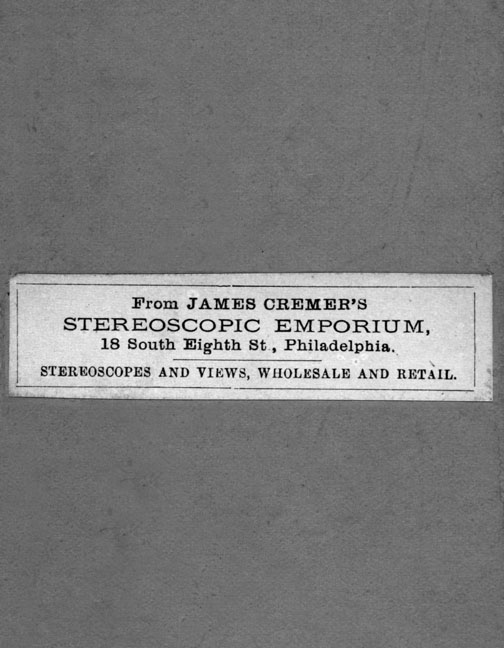 From JAMES CREMER'S
STEREOSCOPIC EMPORIUM,
18 South Eighth St., Philadelphia.
STEREOSCOPES AND VIEWS, WHOLESALE AND RETAIL.